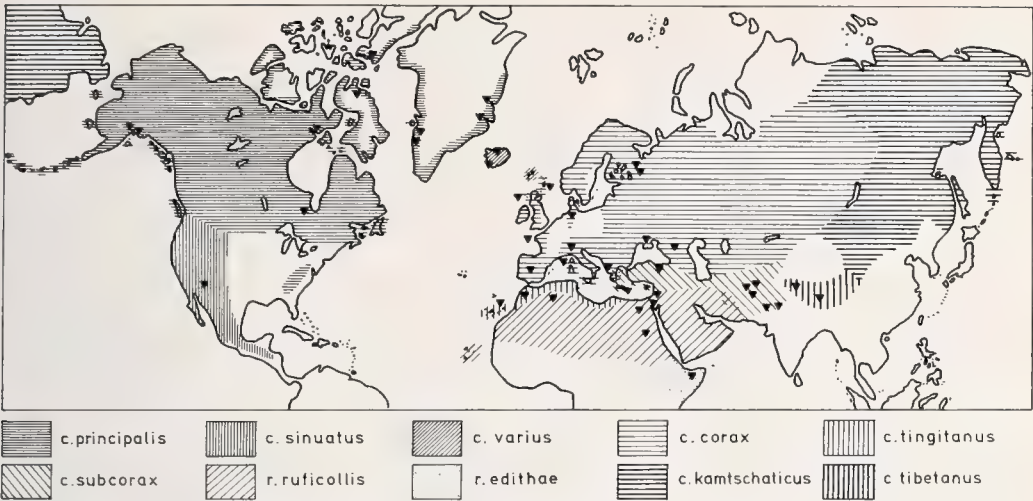 c.principalis c. sinuatus c. varius c. corax c.tingitanus
c.subcorax r.ruficollis r.edithae c.kamtschaticus c tibetanus